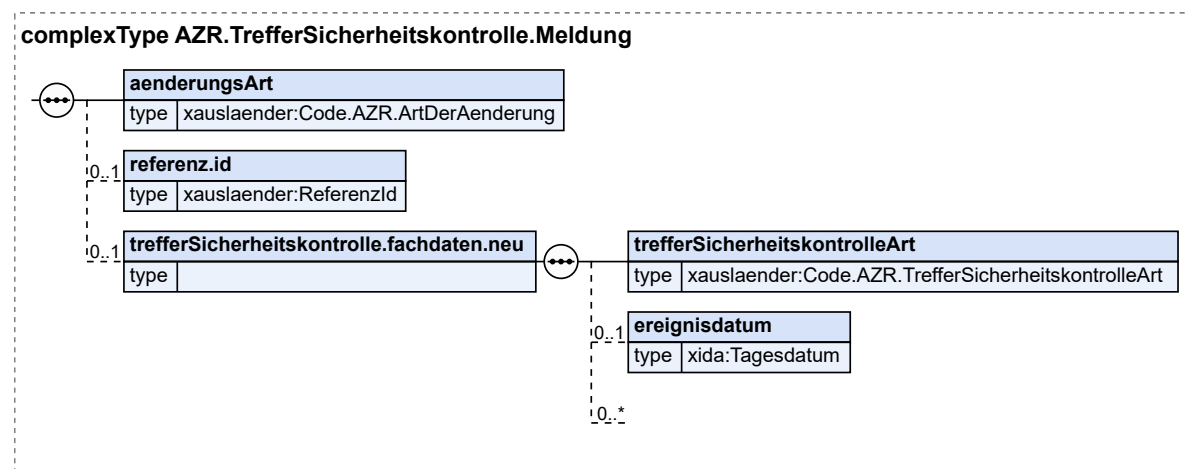 complexType AZR.TrefferSicherheitskontrolle.Meldung
aenderungsArt
type xauslaender:Code.AZR.ArtDerAenderung
0..1 referenz.id
type xauslaender:ReferenzId
0..1 trefferSicherheitskontrolle.fachdaten.neu
type
trefferSicherheitskontrolleArt
type xauslaender:Code.AZR.TrefferSicherheitskontrolleArt
0..1 ereignisdatum
type xida:Tagesdatum
0..*